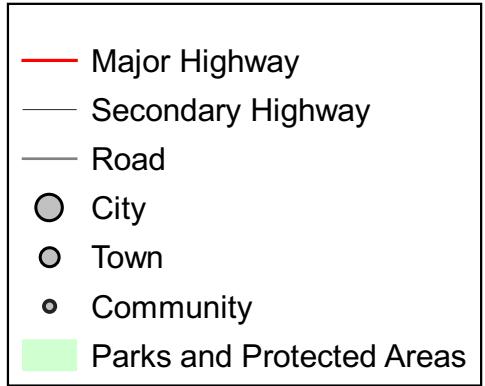 Major Highway
Secondary Highway
Road
City
Town
Community
Parks and Protected Areas